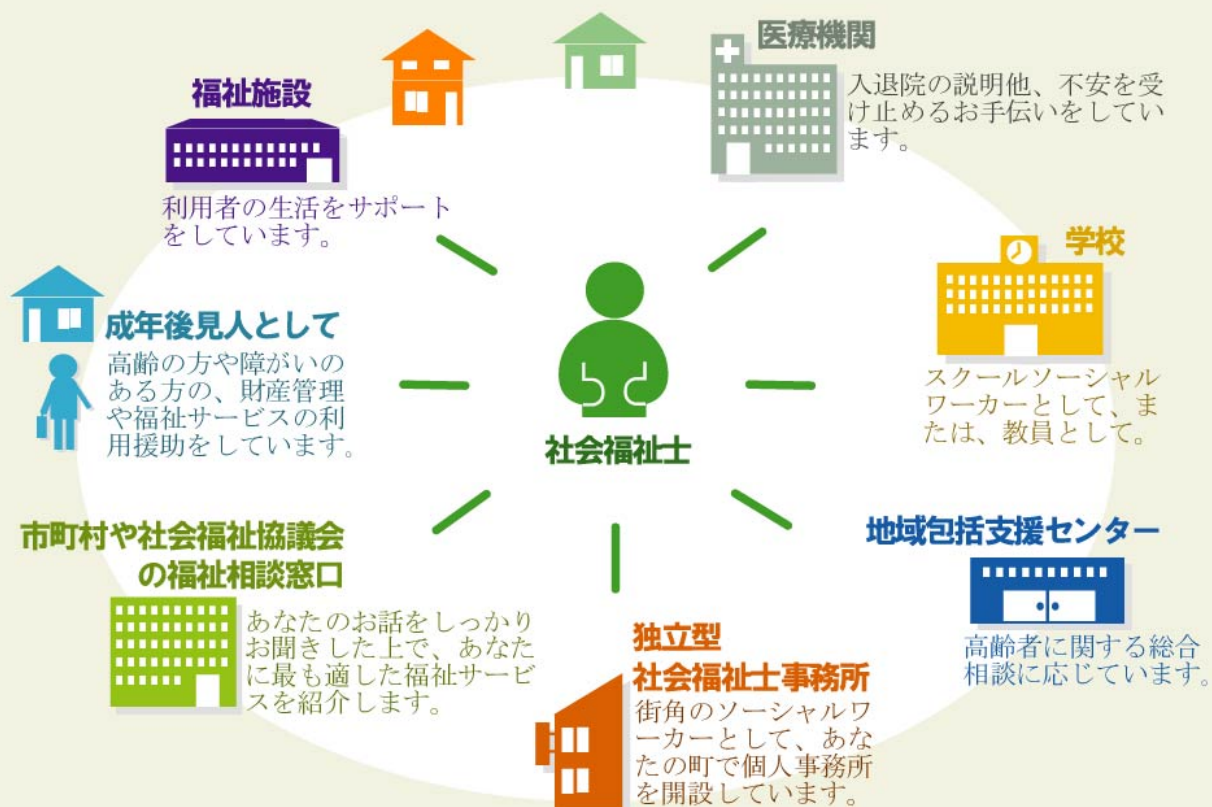 福祉施設
利用者の生活をサポート
をしています。
医療機関
入退院の説明他、不安を受
け止めるお手伝いをしてい
ます。
成年後見人として
高齢の方や障がいの
ある方の、財産管理
や福祉サービスの利
用援助をしています。
社会福祉士
学校
スクールソーシャル
ワーカーとして、ま
たは、教員として。
市町村や社会福祉協議会
の福祉相談窓口
あなたのお話をしっかり
お聞きした上で、あなた
に最も適した福祉サービ
スを紹介します。
独立型
社会福祉士事務所
街角のソーシャルワ
ーカーとして、あな
たの町で個人事務所
を開設しています。
地域包括支援センター
高齢者に関する総合
相談に応じています。